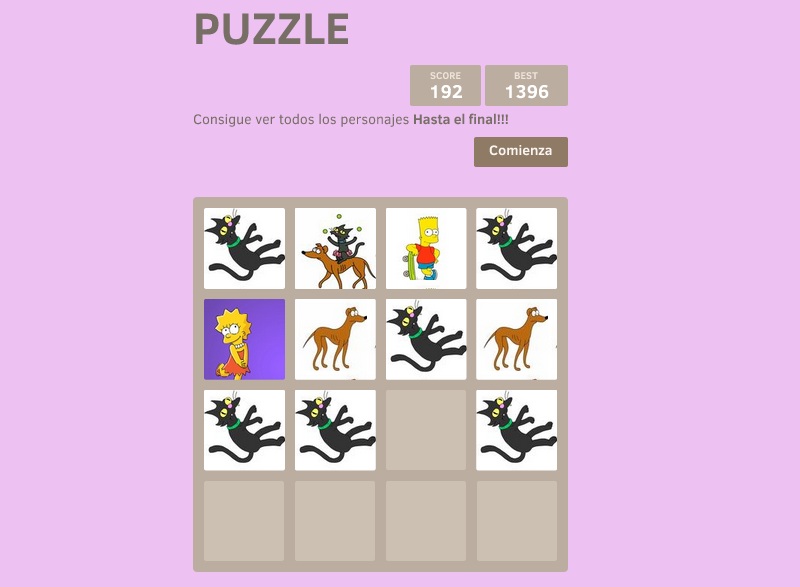 PUZZLE
SCORE
192
BEST
1396
Consigue ver todos los personajes Hasta el final!!!
Comienza